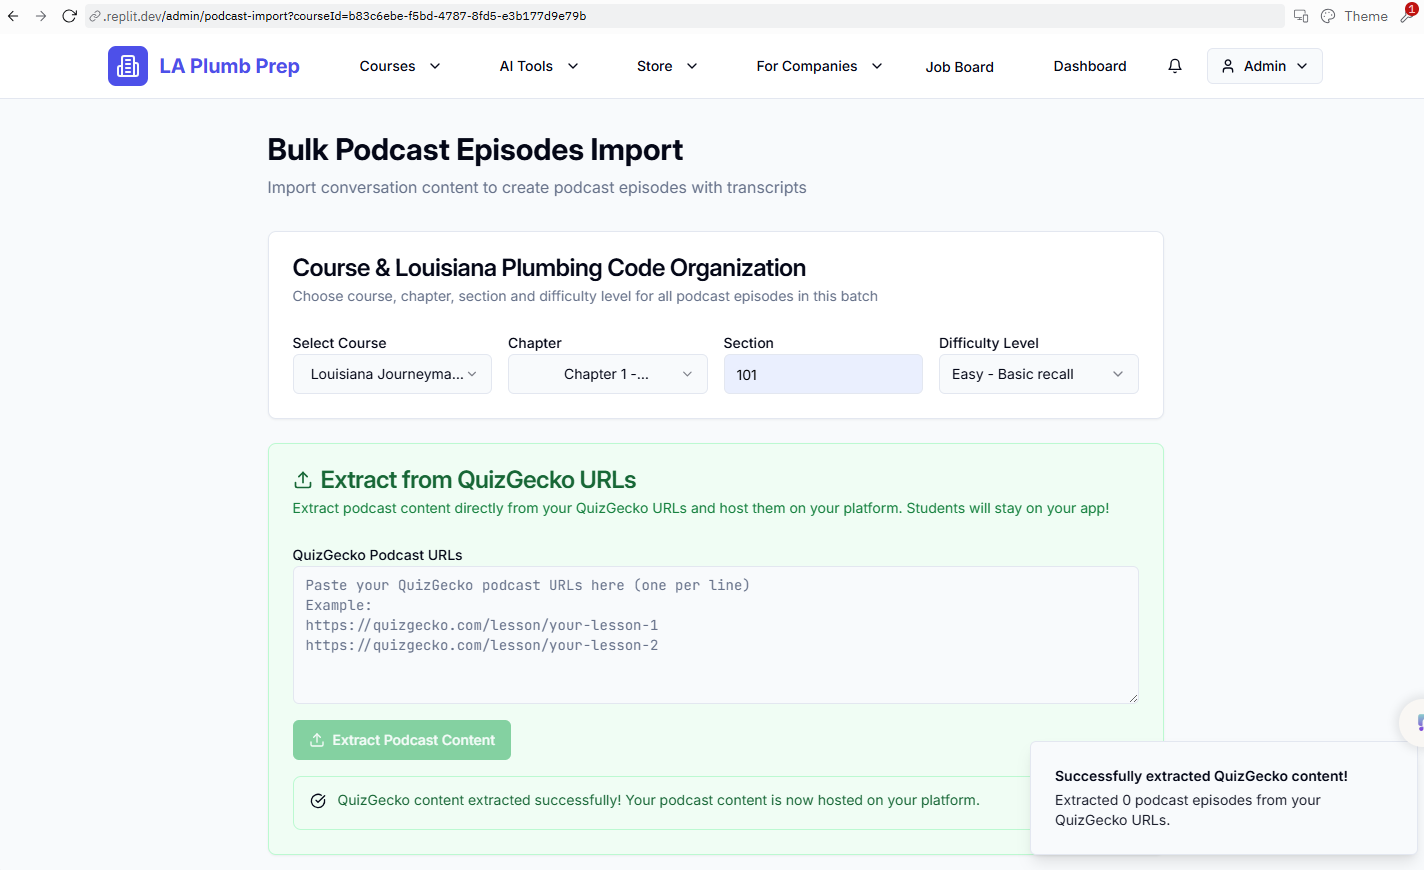 .replit.dev/admin/podcast-import?courseId=b83c6ebe-f5bd-4787-8fd5-e3b177d9e79b
Theme
1
LA Plumb Prep
Courses
AI Tools
Store
For Companies
Job Board
Dashboard
Admin
Bulk Podcast Episodes Import
Import conversation content to create podcast episodes with transcripts
Course & Louisiana Plumbing Code Organization
Choose course, chapter, section and difficulty level for all podcast episodes in this batch
Select Course
Chapter
Section
Difficulty Level
Louisiana Journeyma...
Chapter 1 -...
101
Easy - Basic recall
Extract from QuizGecko URLs
Extract podcast content directly from your QuizGecko URLs and host them on your platform. Students will stay on your app!
QuizGecko Podcast URLs
Paste your QuizGecko podcast URLs here (one per line)
Example:
https://quizgecko.com/lesson/your-lesson-1
https://quizgecko.com/lesson/your-lesson-2
Extract Podcast Content
QuizGecko content extracted successfully! Your podcast content is now hosted on your platform.
Successfully extracted QuizGecko content!
Extracted 0 podcast episodes from your
QuizGecko URLs.